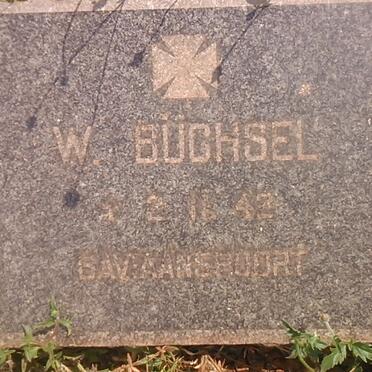 W. BÜCHSEL
† 2. 11. 42
BAVIAANSPOORT